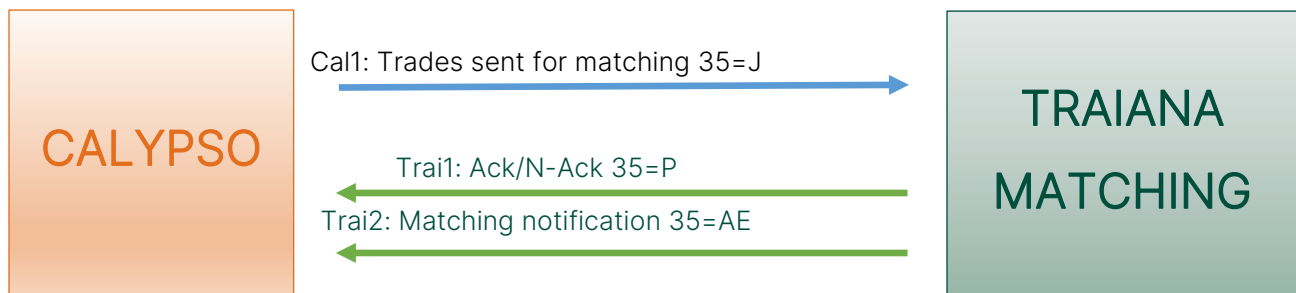 CALYPSO
Cal1: Trades sent for matching 35=J
Trai1: Ack/N-Ack 35=P
Trai2: Matching notification 35=AE
TRAIANA
MATCHING